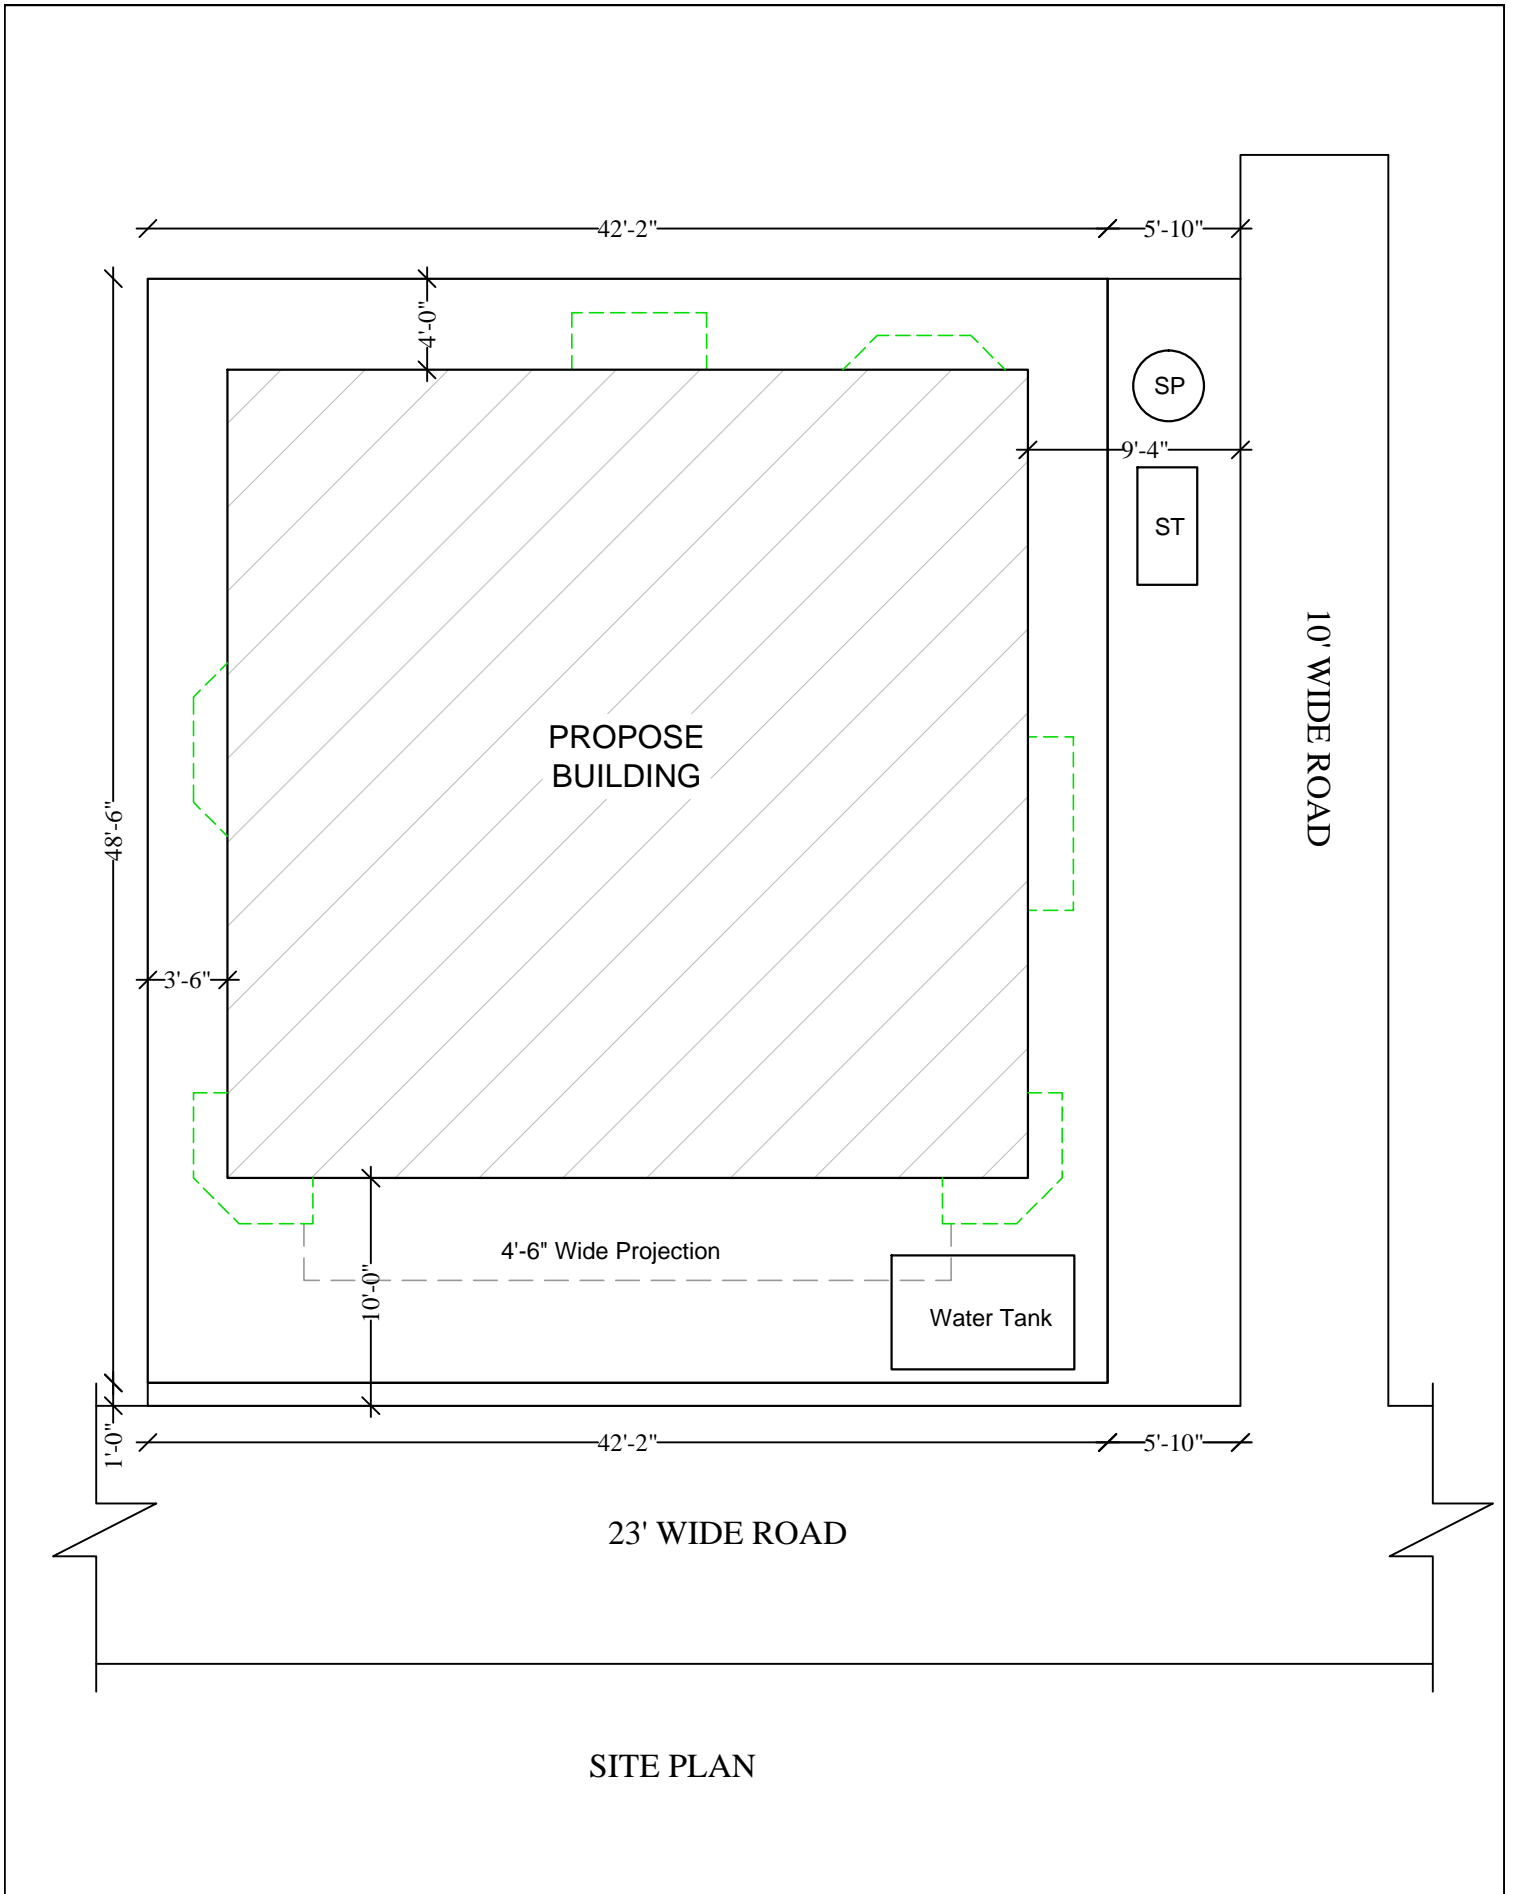 42'-2"
5'-10"
4'-0"
SP
9'-4"
ST
10' WIDE ROAD
PROPOSE
BUILDING
48'-6"
3'-6"
4'-6" Wide Projection
10'-0"
Water Tank
1'-0"
42'-2"
5'-10"
23' WIDE ROAD
SITE PLAN